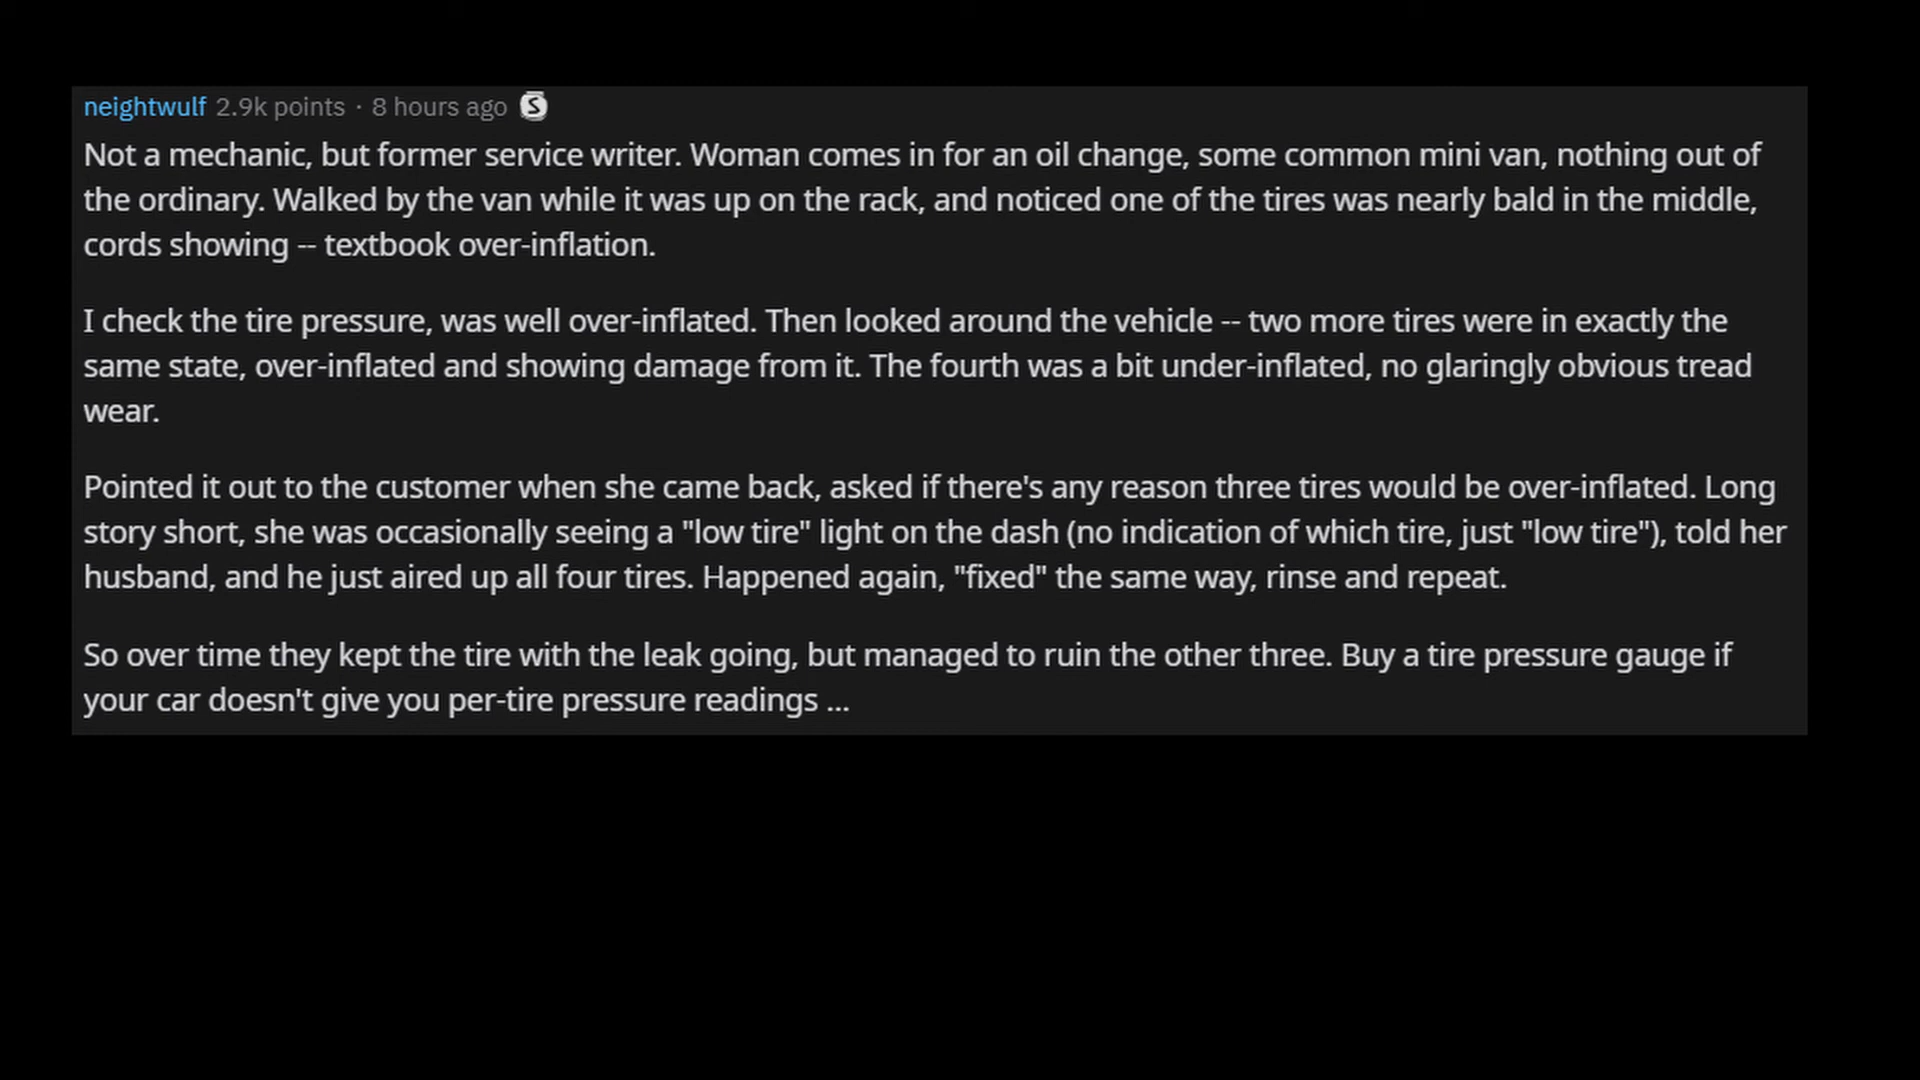 neightwulf 2.9k points · 8 hours ago S
Not a mechanic, but former service writer. Woman comes in for an oil change, some common mini van, nothing out of
the ordinary. Walked by the van while it was up on the rack, and noticed one of the tires was nearly bald in the middle,
cords showing -- textbook over-inflation.
I check the tire pressure, was well over-inflated. Then looked around the vehicle -- two more tires were in exactly the
same state, over-inflated and showing damage from it. The fourth was a bit under-inflated, no glaringly obvious tread
wear.
Pointed it out to the customer when she came back, asked if there's any reason three tires would be over-inflated. Long
story short, she was occasionally seeing a "low tire" light on the dash (no indication of which tire, just "low tire"), told her
husband, and he just aired up all four tires. Happened again, "fixed" the same way, rinse and repeat.
So over time they kept the tire with the leak going, but managed to ruin the other three. Buy a tire pressure gauge if
your car doesn't give you per-tire pressure readings ...